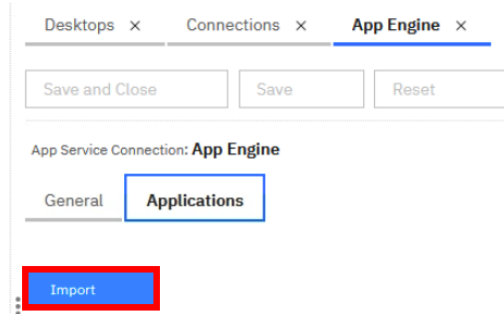 Desktops × Connections × App Engine ×
Save and Close Save Reset
App Service Connection: App Engine
General Applications
Import